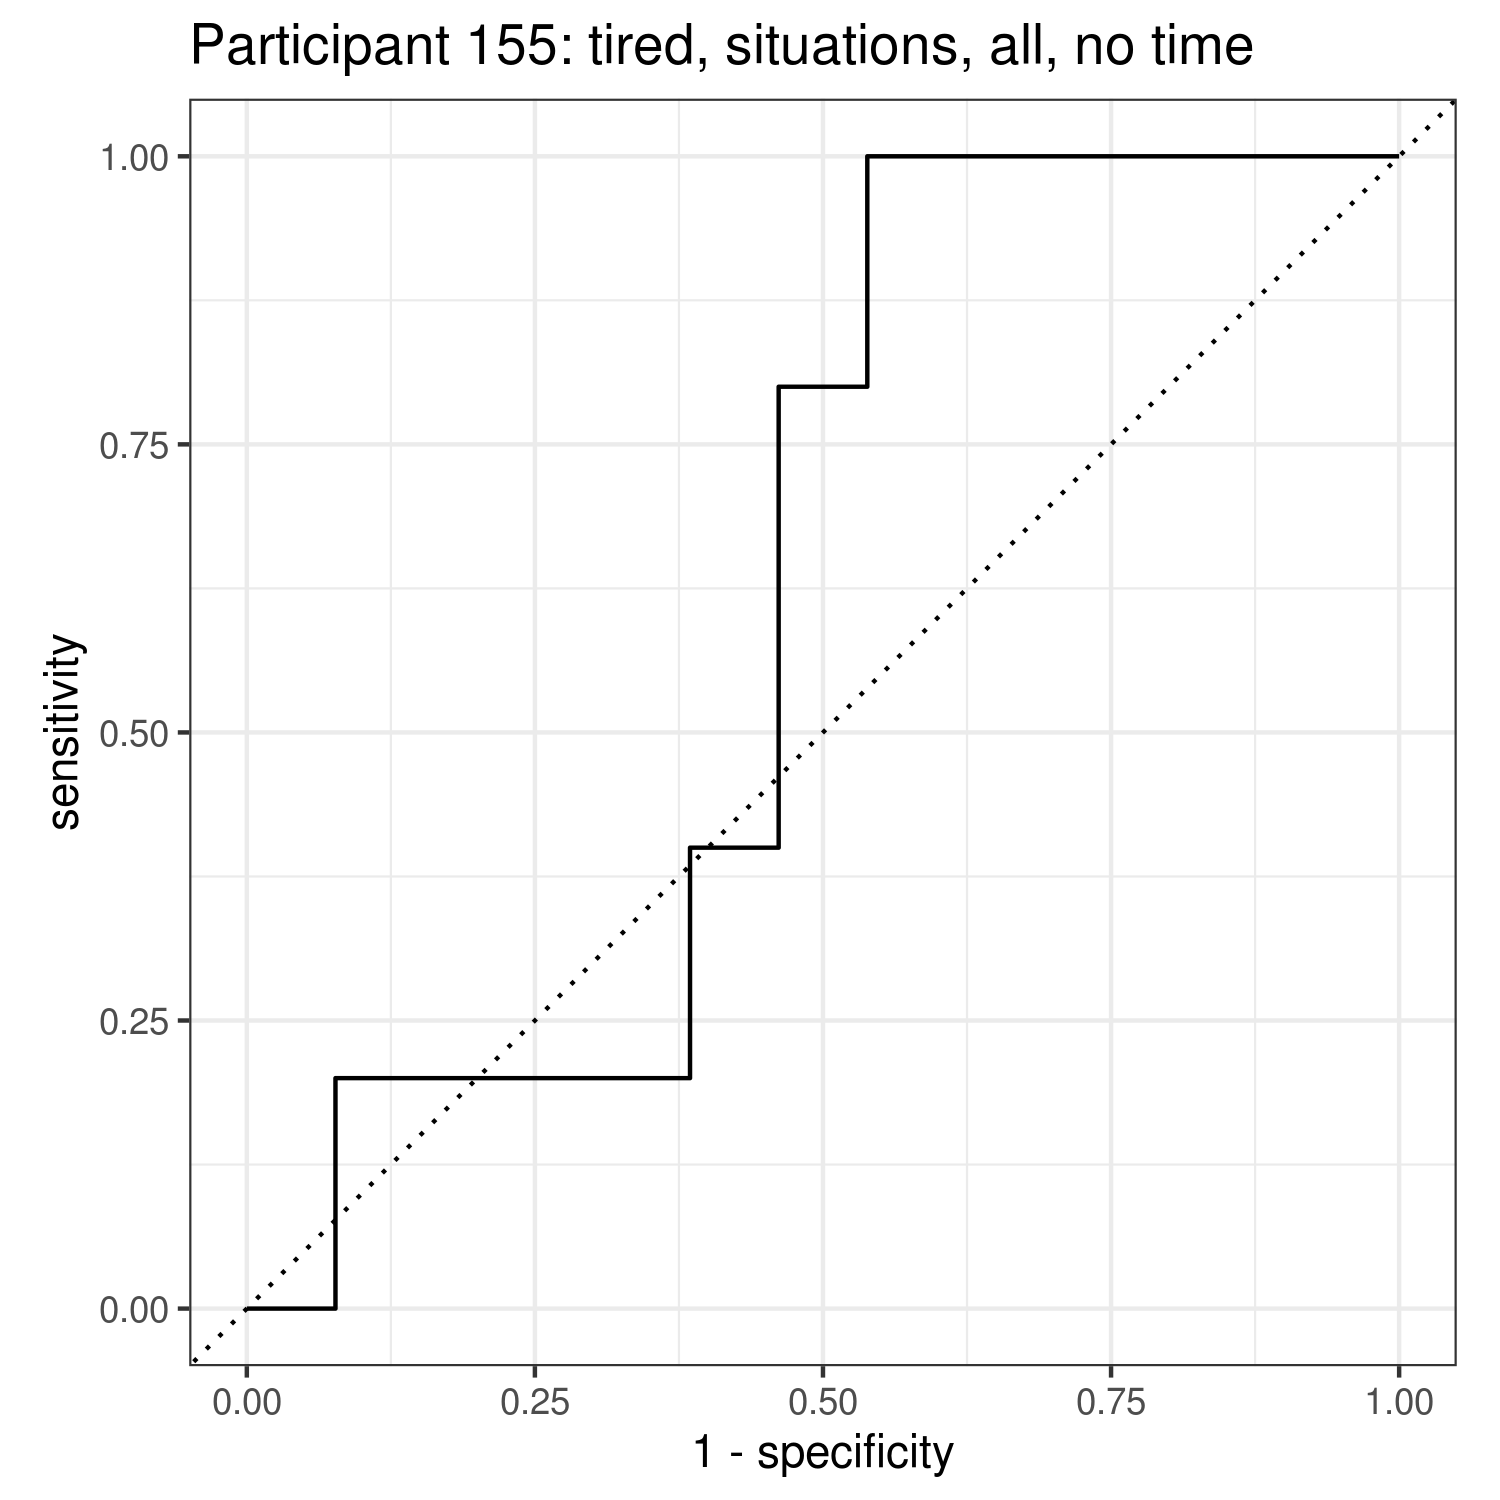 Participant 155: tired, situations, all, no time
1.00
0.75
0.50
0.25
0.00
sensitivity
0.00 0.25 0.50 0.75 1.00
1 - specificity